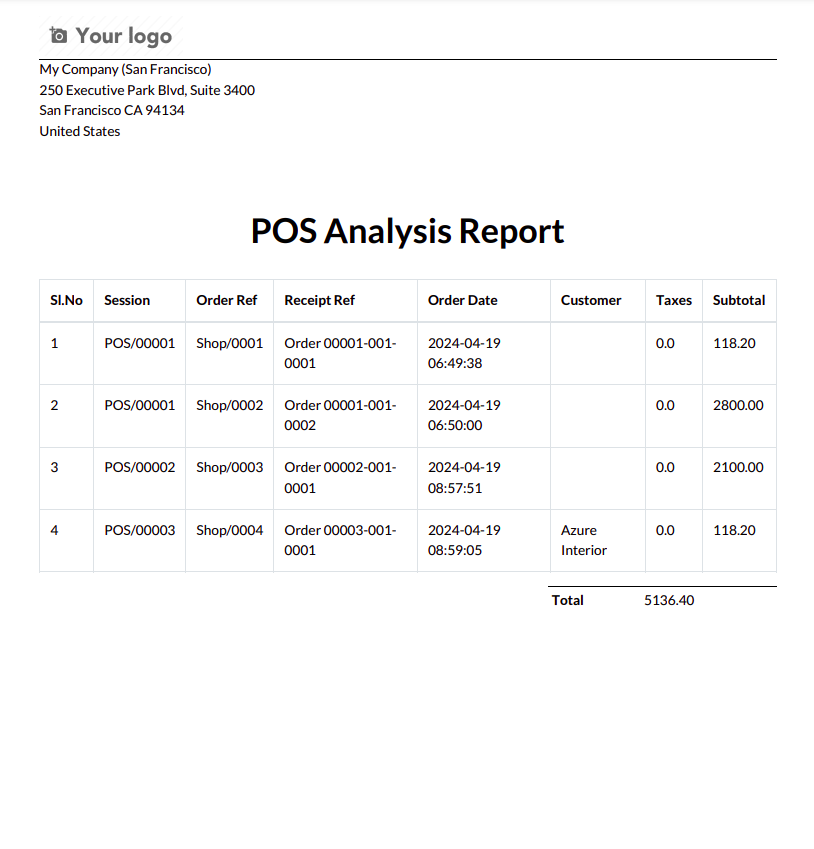 Your logo
My Company (San Francisco)
250 Executive Park Blvd, Suite 3400
San Francisco CA 94134
United States
POS Analysis Report
Sl.No Session Order Ref Receipt Ref Order Date Customer Taxes Subtotal
1 POS/00001 Shop/0001 Order 00001-001- 2024-04-19 0.0 118.20
0001 06:49:38
2 POS/00001 Shop/0002 Order 00001-001- 2024-04-19 0.0 2800.00
0002 06:50:00
3 POS/00002 Shop/0003 Order 00002-001- 2024-04-19 0.0 2100.00
0001 08:57:51
4 POS/00003 Shop/0004 Order 00003-001- 2024-04-19 Azure 0.0 118.20
0001 08:59:05 Interior
Total 5136.40